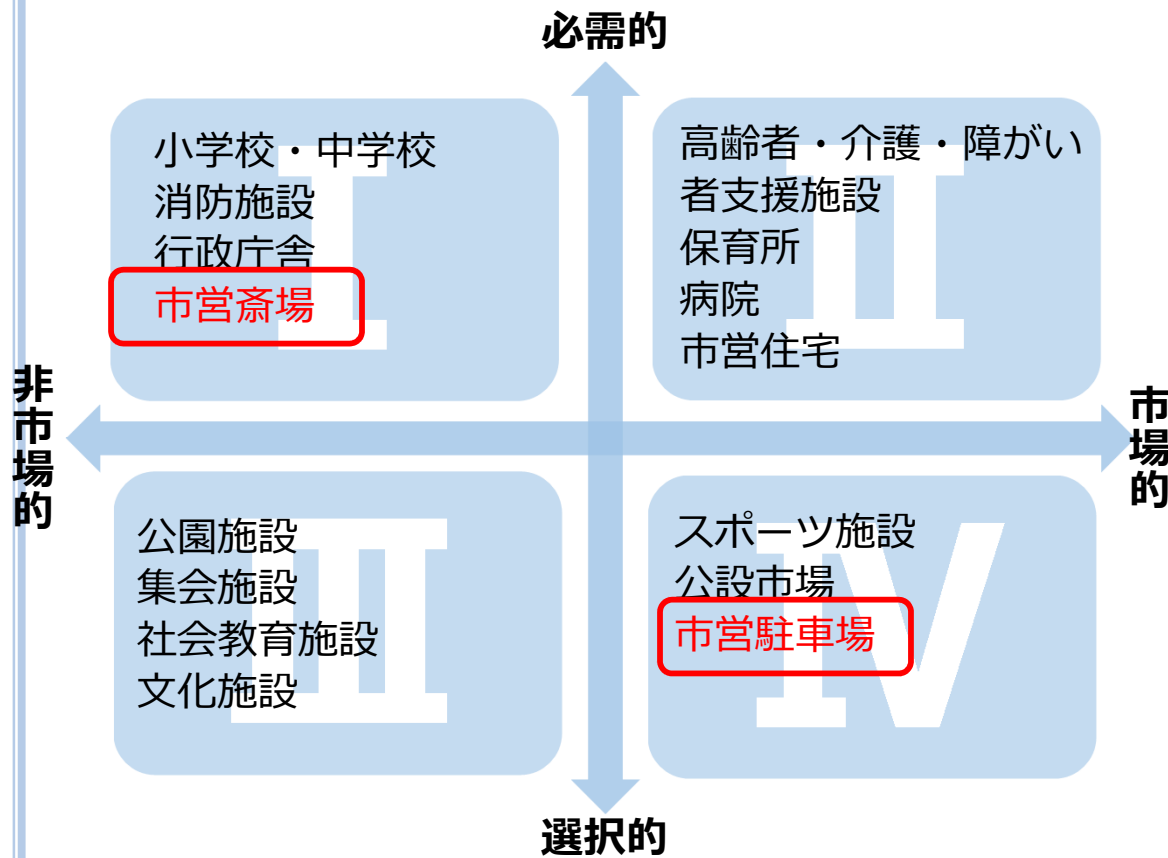 必需的
小学校・中学校
消防施設
行政庁舎
市営斎場
I
高齢者・介護・障がい
者支援施設
保育所
病院
市営住宅
II
非市場的
市場的
公園施設
集会施設
社会教育施設
文化施設
III
スポーツ施設
公設市場
市営駐車場
IV
選択的